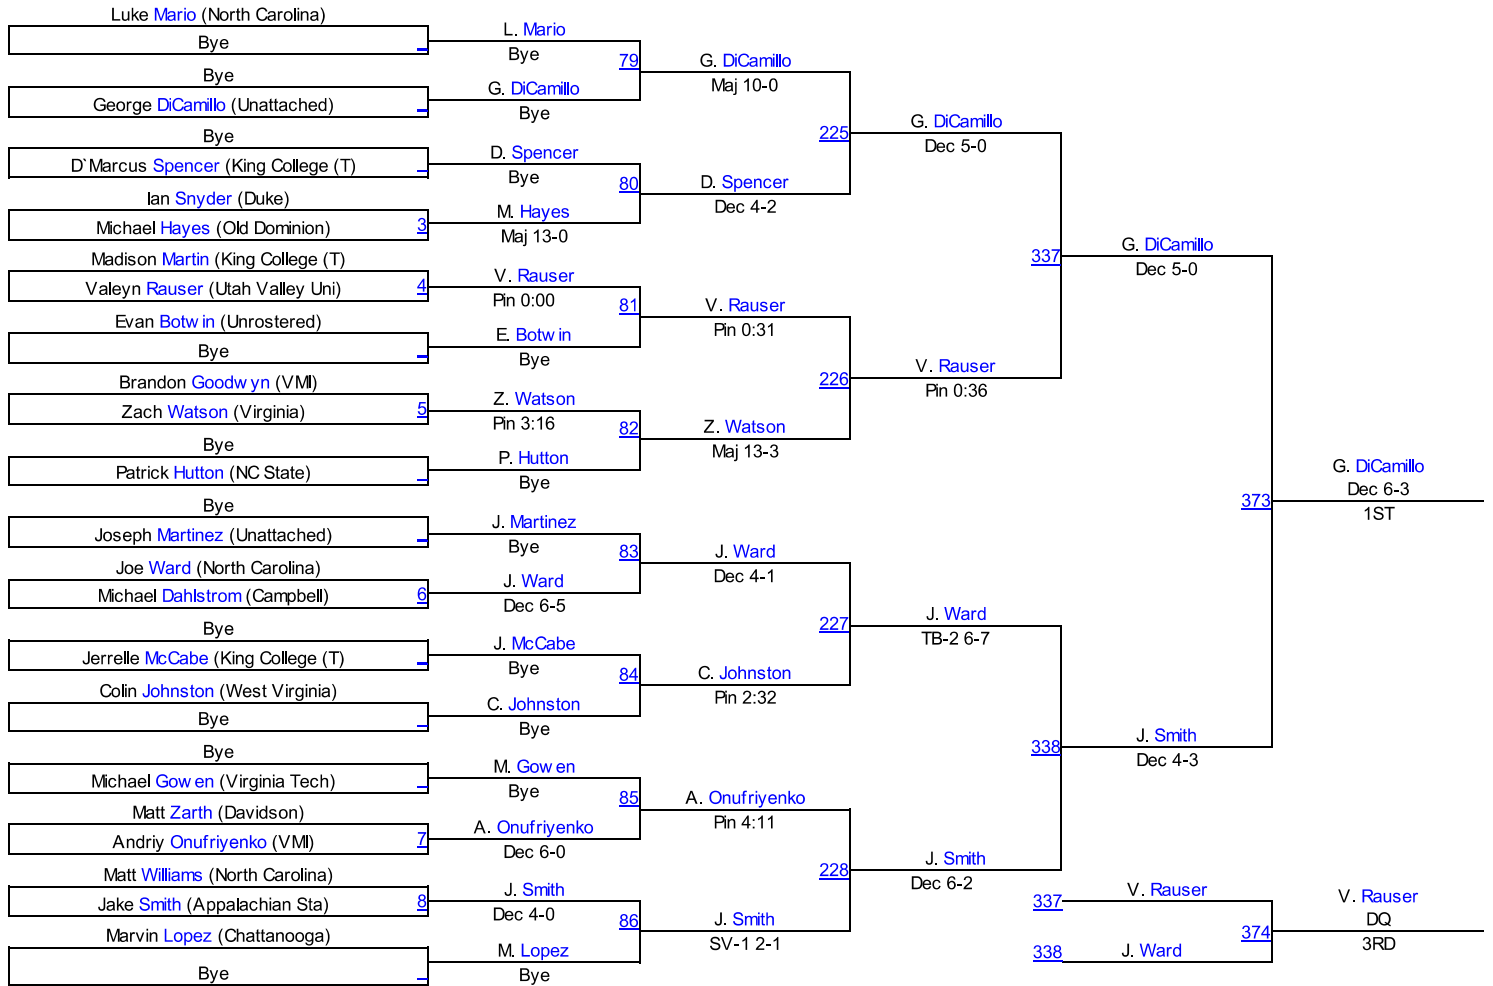 Luke Mario (North Carolina)
Bye
Bye
George DiCamillo (Unattached)
Bye
D`Marcus Spencer (King College (T)
Ian Snyder (Duke)
Michael Hayes (Old Dominion) 3
Madison Martin (King College (T)
Valeyn Rauser (Utah Valley Uni) 4
Evan Botwin (Unrostered)
Bye
Brandon Goodwyn (VMI)
Zach Watson (Virginia) 5
Bye
Patrick Hutton (NC State)
Bye
Joseph Martinez (Unattached)
Joe Ward (North Carolina)
Michael Dahlstrom (Campbell) 6
Bye
Jerrelle McCabe (King College (T)
Colin Johnston (West Virginia)
Bye
Bye
Michael Gowen (Virginia Tech)
Matt Zarth (Davidson)
Andriy Onufriyenko (VMI) 7
Matt Williams (North Carolina)
Jake Smith (Appalachian Sta) 8
Marvin Lopez (Chattanooga)
Bye
L. Mario
Bye
79
G. DiCamillo
Bye
D. Spencer
Bye
80
M. Hayes
Maj 13-0
V. Rauser
Pin 0:00
81
E. Botwin
Bye
Z. Watson
Pin 3:16
82
P. Hutton
Bye
J. Martinez
Bye
83
J. Ward
Dec 6-5
J. McCabe
Bye
84
C. Johnston
Bye
M. Gowen
Bye
85
A. Onufriyenko
Dec 6-0
J. Smith
Dec 4-0
86
M. Lopez
Bye
G. DiCamillo
Maj 10-0
225
D. Spencer
Dec 4-2
V. Rauser
Pin 0:31
226
Z. Watson
Maj 13-3
J. Ward
Dec 4-1
227
C. Johnston
Pin 2:32
A. Onufriyenko
Pin 4:11
228
J. Smith
SV-1 2-1
G. DiCamillo
Dec 5-0
337
V. Rauser
Pin 0:36
J. Ward
TB-2 6-7
338
J. Smith
Dec 6-2
G. DiCamillo
Dec 5-0
373
J. Smith
Dec 4-3
G. DiCamillo
Dec 6-3
1ST
337
V. Rauser
374
338
J. Ward
V. Rauser
DQ
3RD